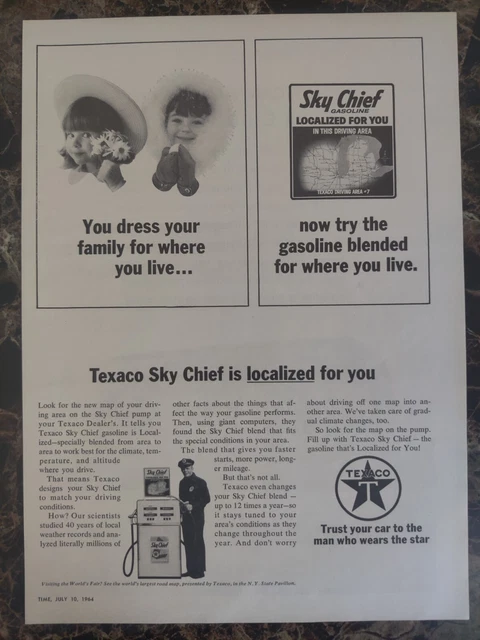 You dress your
family for where
you live...
Sky Chief
GASOLINE
LOCALIZED FOR YOU
IN THIS DRIVING AREA
TEXACO DRIVING AREA
now try the
gasoline blended
for where you live.
Texaco Sky Chief is localized for you
Look for the new map of your driv-
ing area on the Sky Chief pump at
your Texaco Dealer's. It tells you
Texaco Sky Chief gasoline is Local-
ized—specially blended from area to
area to work best for the climate, tem-
perature, and altitude
where you drive.
That means Texaco
designs your Sky Chief
to match your driving
conditions.
How? Our scientists
studied 40 years of local
weather records and ana-
lyzed literally millions of
other facts about the things that af-
fect the way your gasoline performs.
Then, using giant computers, they
found the Sky Chief blend that fits
the special conditions in your area.
The blend that gives you faster
starts, more power, long-
er mileage.
But that's not all.
Texaco even changes
your Sky Chief blend —
up to 12 times a year—so
it stays tuned to your
area's conditions as they
change throughout the
year. And don't worry
about driving off one map into an-
other area. We've taken care of grad-
ual climate changes, too.
So look for the map on the pump.
Fill up with Texaco Sky Chief — the
gasoline that's Localized for You!
Sky Chief
Sky Chief
TEXACO
T
Trust your car to the
man who wears the star
Visiting the World's Fair? See the world's largest road map, presented by Texaco, in the N.Y. State Pavilion.
TIME, JULY 10, 1964